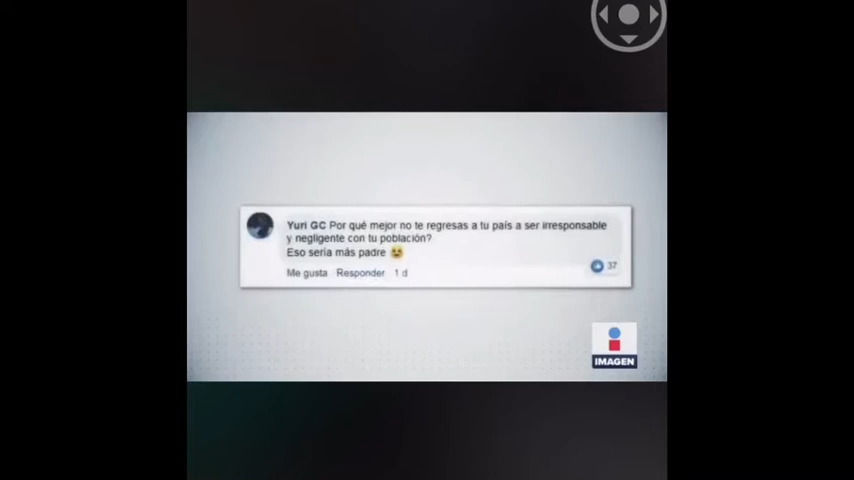 Yuri GC Por qué mejor no te regresas a tu país a ser irresponsable
y negligente con tu población?
Eso sería más padre
37
Me gusta Responder 1 d
IMAGEN